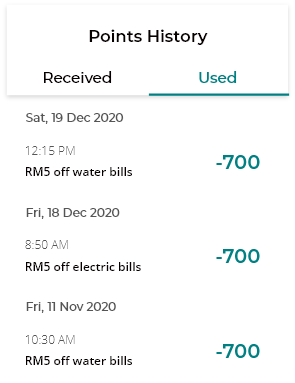 Points History
Received Used
Sat, 19 Dec 2020
12:15 PM
RM5 off water bills
-700
Fri, 18 Dec 2020
8:50 AM
RM5 off electric bills
-700
Fri, 11 Nov 2020
10:30 AM
RM5 off water bills
-700